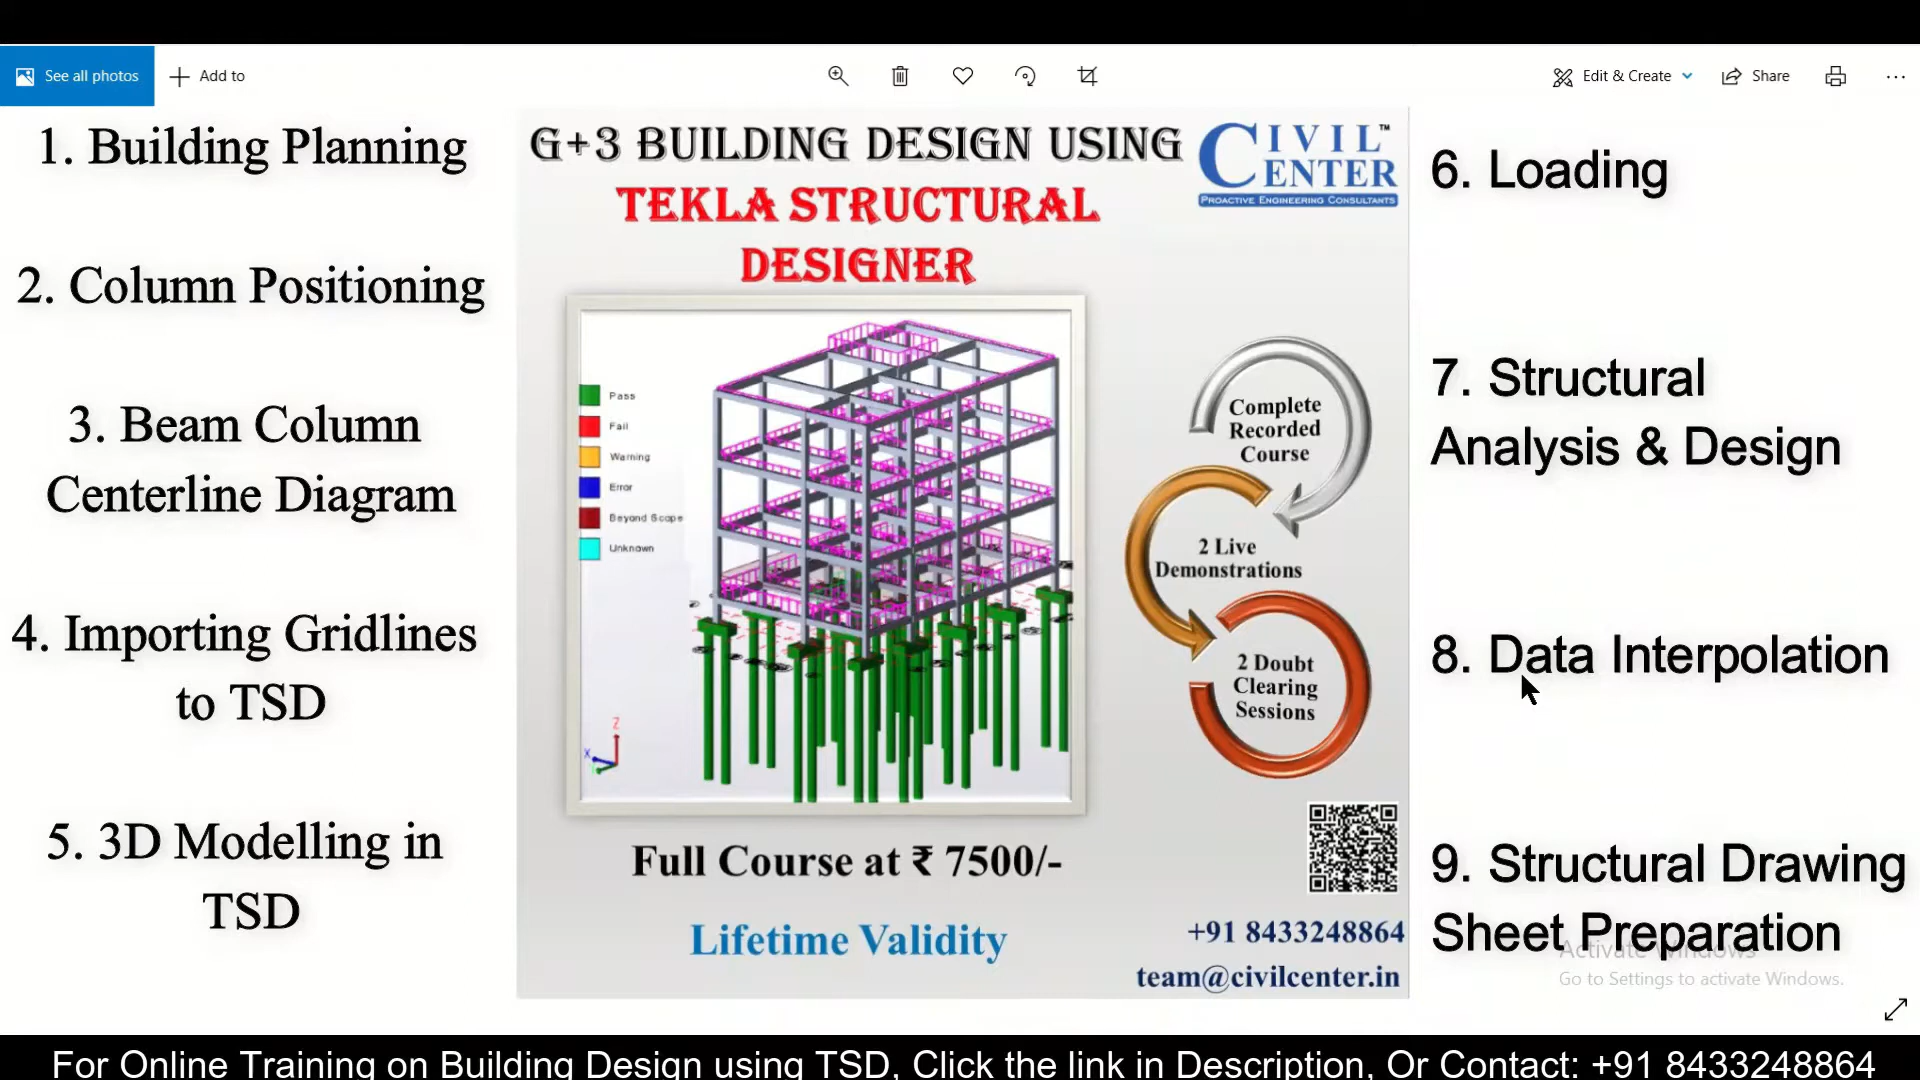 See all photos
Add to
Edit & Create
Share
1. Building Planning
2. Column Positioning
3. Beam Column
Centerline Diagram
4. Importing Gridlines
to TSD
5. 3D Modelling in
TSD
G+3 BUILDING DESIGN USING
TEKLA STRUCTURAL
DESIGNER
CIVIL™
CENTER
PROACTIVE ENGINEERING CONSULTANTS
Pass
Fail
Warning
Error
Beyond Scope
Unknown
Z
X
Complete
Recorded
Course
2 Live
Demonstrations
2 Doubt
Clearing
Sessions
Full Course at ₹ 7500/-
Lifetime Validity
+91 8433248864
team@civilcenter.in
6. Loading
7. Structural
Analysis & Design
8. Data Interpolation
9. Structural Drawing
Sheet Preparation
Activate Windows
Go to Settings to activate Windows.
For Online Training on Building Design using TSD, Click the link in Description, Or Contact: +91 8433248864